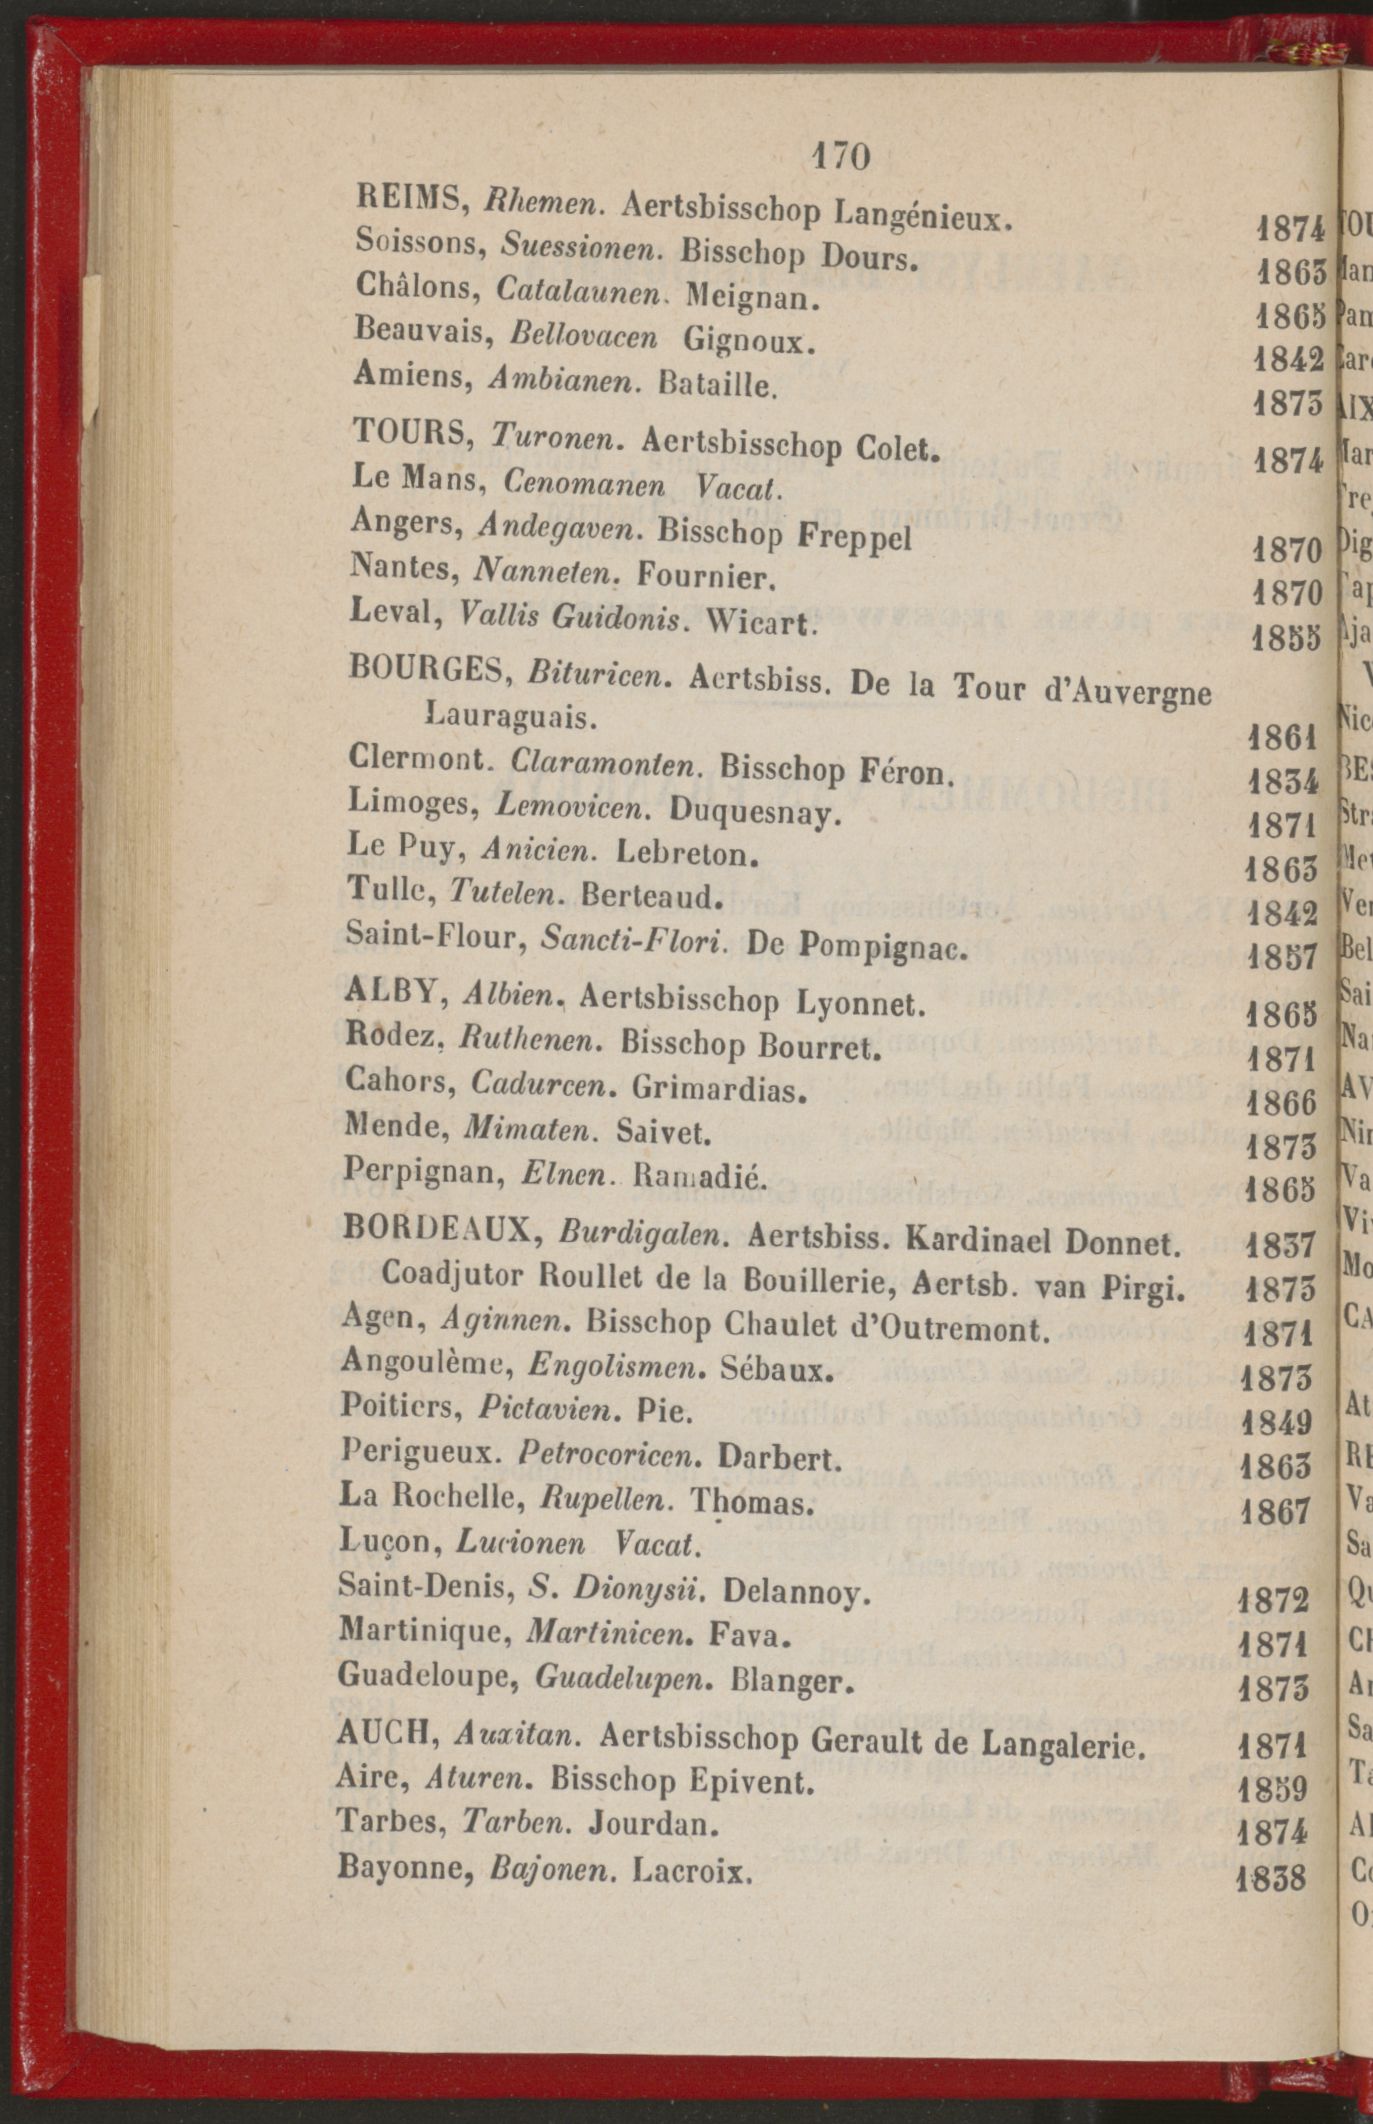 170
REIMS, Rhemen. Aertsbisschop Langénieux. 1874
Soissons, Suessionen. Bisschop Dours. 1863
Châlons, Catalaunen. Meignan. 1865
Beauvais, Bellovacen Gignoux. 1842
Amiens, Ambianen. Bataille. 1873
TOURS, Turonen. Aertsbisschop Colet. 1874
Le Mans, Cenomanen Vacat.
Angers, Andegaven. Bisschop Freppel 1870
Nantes, Nanneten. Fournier. 1870
Leval, Vallis Guidonis. Wicart. 1855
BOURGES, Bituricen. Aertsbiss. De la Tour d'Auvergne
Lauraguais. 1861
Clermont. Claramonten. Bisschop Féron. 1834
Limoges, Lemovicen. Duquesnay. 1871
Le Puy, Anicien. Lebreton. 1863
Tulle, Tutelen. Berteaud. 1842
Saint-Flour, Sancti-Flori. De Pompignac. 1857
ALBY, Albien. Aertsbisschop Lyonnet. 1865
Rodez, Ruthenen. Bisschop Bourret. 1871
Cahors, Cadurcen. Grimardias. 1866
Mende, Mimaten. Saivet. 1873
Perpignan, Elnen. Ramadié. 1865
BORDEAUX, Burdigalen. Aertsbiss. Kardinael Donnet. 1837
Coadjutor Roullet de la Bouillerie, Aertsb. van Pirgi. 1873
Agen, Aginnen. Bisschop Chaulet d'Outremont. 1871
Angoulème, Engolismen. Sébaux. 1873
Poitiers, Pictavien. Pie. 1849
Perigueux. Petrocoricen. Darbert. 1863
La Rochelle, Rupellen. Thomas. 1867
Luçon, Lucionen Vacat.
Saint-Denis, S. Dionysii. Delannoy. 1872
Martinique, Martinicen. Fava. 1871
Guadeloupe, Guadelupen. Blanger. 1873
AUCH, Auxitan. Aertsbisschop Gerault de Langalerie. 1871
Aire, Aturen. Bisschop Epivent. 1859
Tarbes, Tarben. Jourdan. 1874
Bayonne, Bajonen. Lacroix. 1838